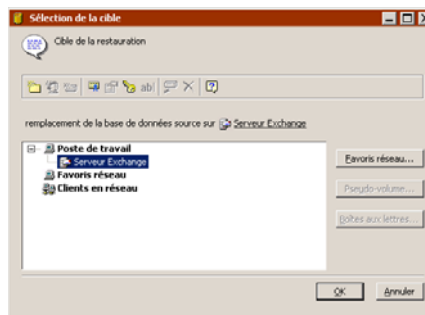 Sélection de la cible
Cible de la restauration
ab|
remplacement de la base de données source sur Serveur Exchange
Poste de travail
Serveur Exchange
Favoris réseau
Clients en réseau
Favoris réseau...
Pseudo-volume...
Boîtes aux lettres...
OK
Annuler